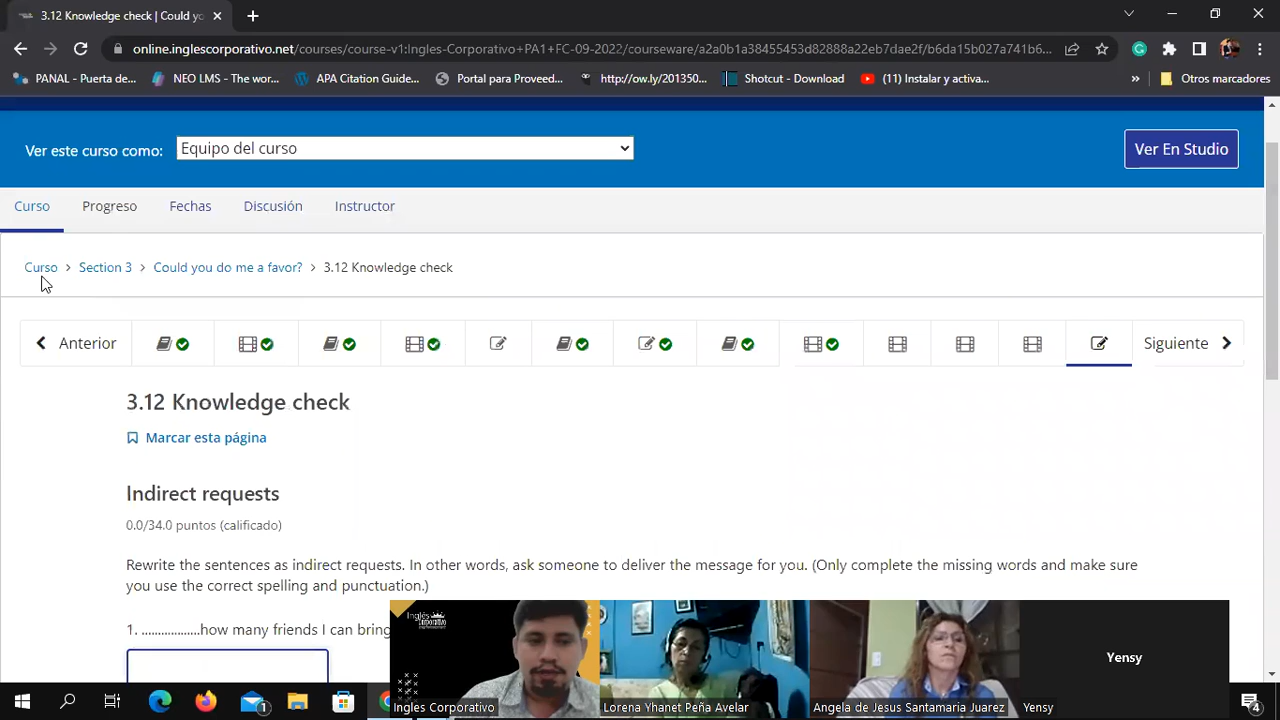 3.12 Knowledge check | Could yo
online.inglescorporativo.net/courses/course-v1:Ingles-Corporativo+PA1+FC-09-2022/courseware/a2a0b1a38455453d82888a22eb7dae2f/b6da15b027a741b6...
PANAL - Puerta de... NEO LMS - The wor... APA Citation Guide... Portal para Proveed... http://ow.ly/201350... Shotcut - Download (11) Instalar y activa... » Otros marcadores
Ver este curso como: Equipo del curso Ver En Studio
Curso Progreso Fechas Discusión Instructor
Curso > Section 3 > Could you do me a favor? > 3.12 Knowledge check
Anterior Siguiente
3.12 Knowledge check
Marcar esta página
Indirect requests
0.0/34.0 puntos (calificado)
Rewrite the sentences as indirect requests. In other words, ask someone to deliver the message for you. (Only complete the missing words and make sure
you use the correct spelling and punctuation.)
1. ..................how many friends I can bring
Inglés
Corporativo
Yensy
Ingles Corporativo Lorena Yhanet Peña Avelar Angela de Jesus Santamaria Juarez Yensy
1
4